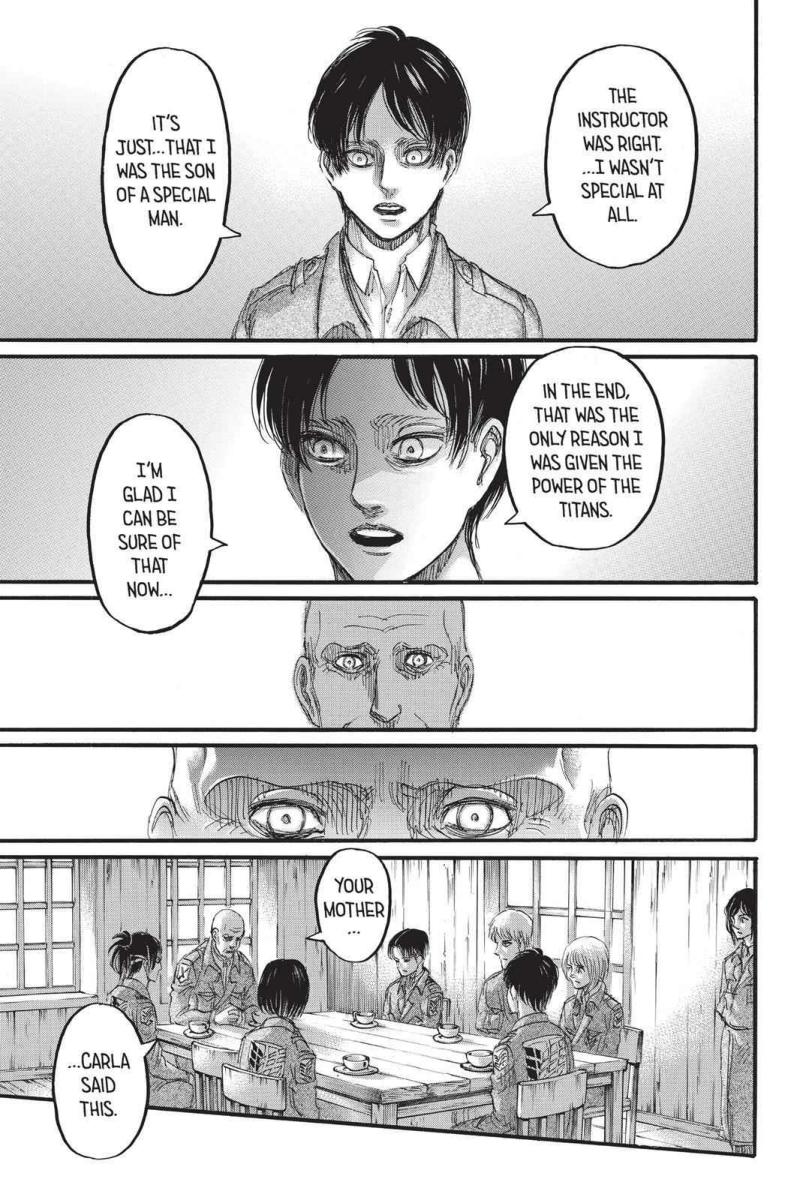 THE
INSTRUCTOR
WAS RIGHT.
...I WASN'T
SPECIAL AT
ALL.
IT'S
JUST...THAT I
WAS THE SON
OF A SPECIAL
MAN.
IN THE END,
THAT WAS THE
ONLY REASON I
WAS GIVEN THE
POWER OF THE
TITANS.
I'M
GLAD I
CAN BE
SURE OF
THAT
NOW...
YOUR
MOTHER
...
...CARLA
SAID
THIS.